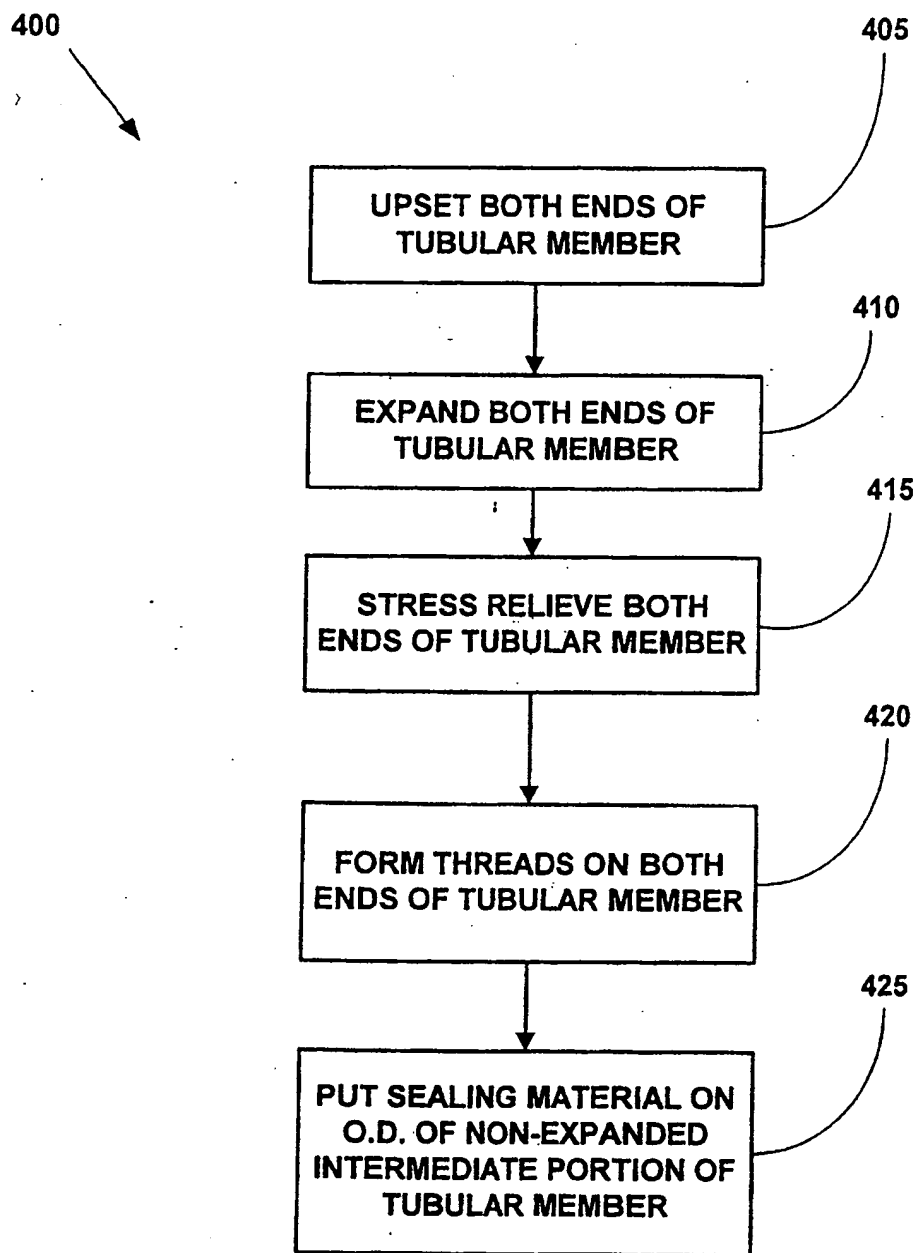 400
405
UPSET BOTH ENDS OF
TUBULAR MEMBER
410
EXPAND BOTH ENDS OF
TUBULAR MEMBER
415
STRESS RELIEVE BOTH
ENDS OF TUBULAR MEMBER
420
FORM THREADS ON BOTH
ENDS OF TUBULAR MEMBER
425
PUT SEALING MATERIAL ON
O.D. OF NON-EXPANDED
INTERMEDIATE PORTION OF
TUBULAR MEMBER